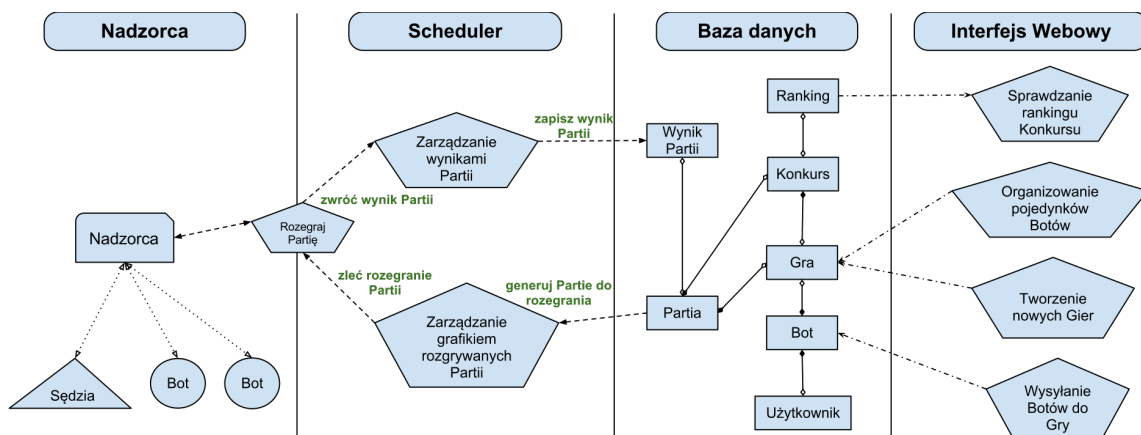 Nadzorca
Scheduler
Baza danych
Interfejs Webowy
Ranking
Sprawdzanie
rankingu
Konkursu
zapisz wynik
Partii
Wynik
Partii
Zarządzanie
wynikami
Partii
Konkurs
zwróć wynik Partii
Organizowanie
pojedynków
Botów
Nadzorca
Rozegraj
Partię
Gra
zleć rozegranie
Partii
generuj Partie do
rozegrania
Partia
Tworzenie
nowych Gier
Zarządzanie
grafikiem
rozgrywanych
Partii
Bot
Sędzia
Bot
Bot
Użytkownik
Wysyłanie
Botów do
Gry